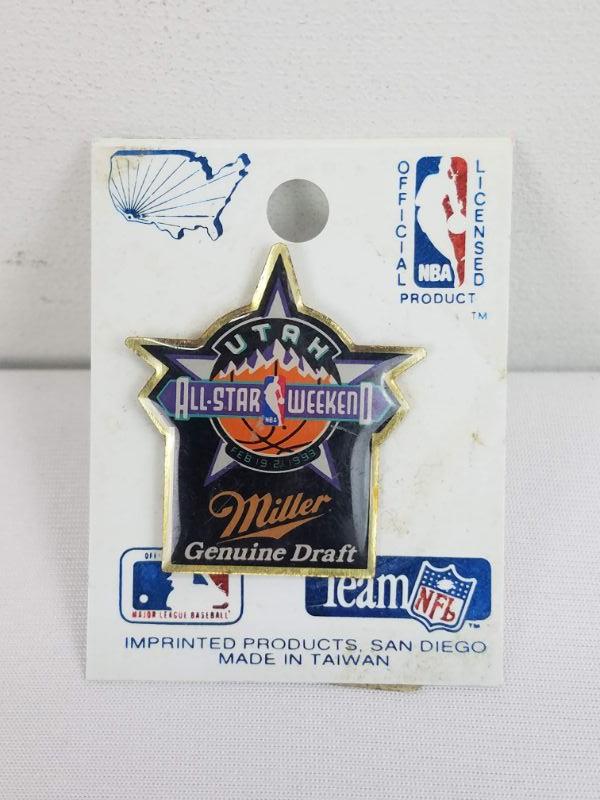 OFFICIAL
LICENSED
NBA
PRODUCT
TM
UTAH
ALL-STAR WEEKEND
NBA
FEB 19-21, 1993
Miller
Genuine Draft
MAJOR LEAGUE BASEBALL
Team NFL
TM
IMPRINTED PRODUCTS, SAN DIEGO
MADE IN TAIWAN